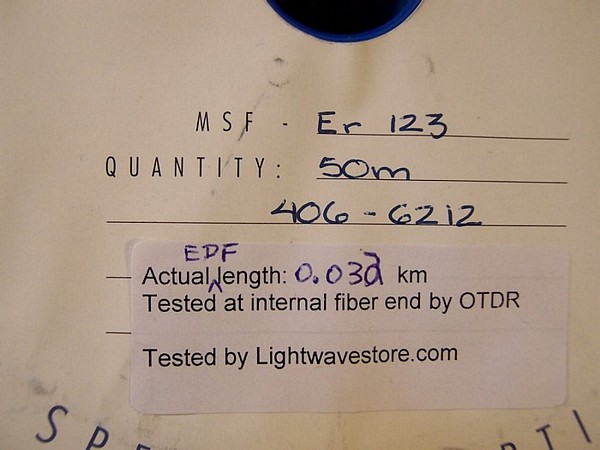 MSF - Er 123
QUANTITY: 50m
406-6212
EDF
Actual length: 0.032 km
Tested at internal fiber end by OTDR
Tested by Lightwavestore.com